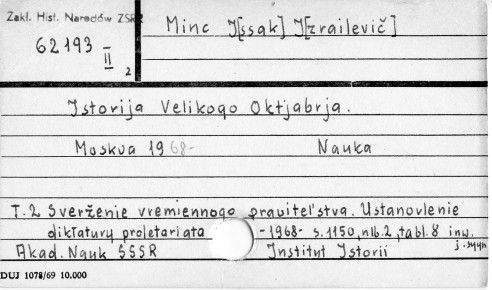 Zakł. Hist. Narodów ZSRR
62193 II 2
Minc I[ssak] I[zrailevič]
Istorija Velikogo Oktjabrja.
Moskva 1968- Nauka
T. 2 Sverženie vremiennogo pravitel'stva. Ustanovlenie
diktatury proletariata -1968- s. 1150, nlb. 2, tabl. 8 inw.
Akad. Nauk SSSR Institut Istorii
DUJ 1078/69 10.000